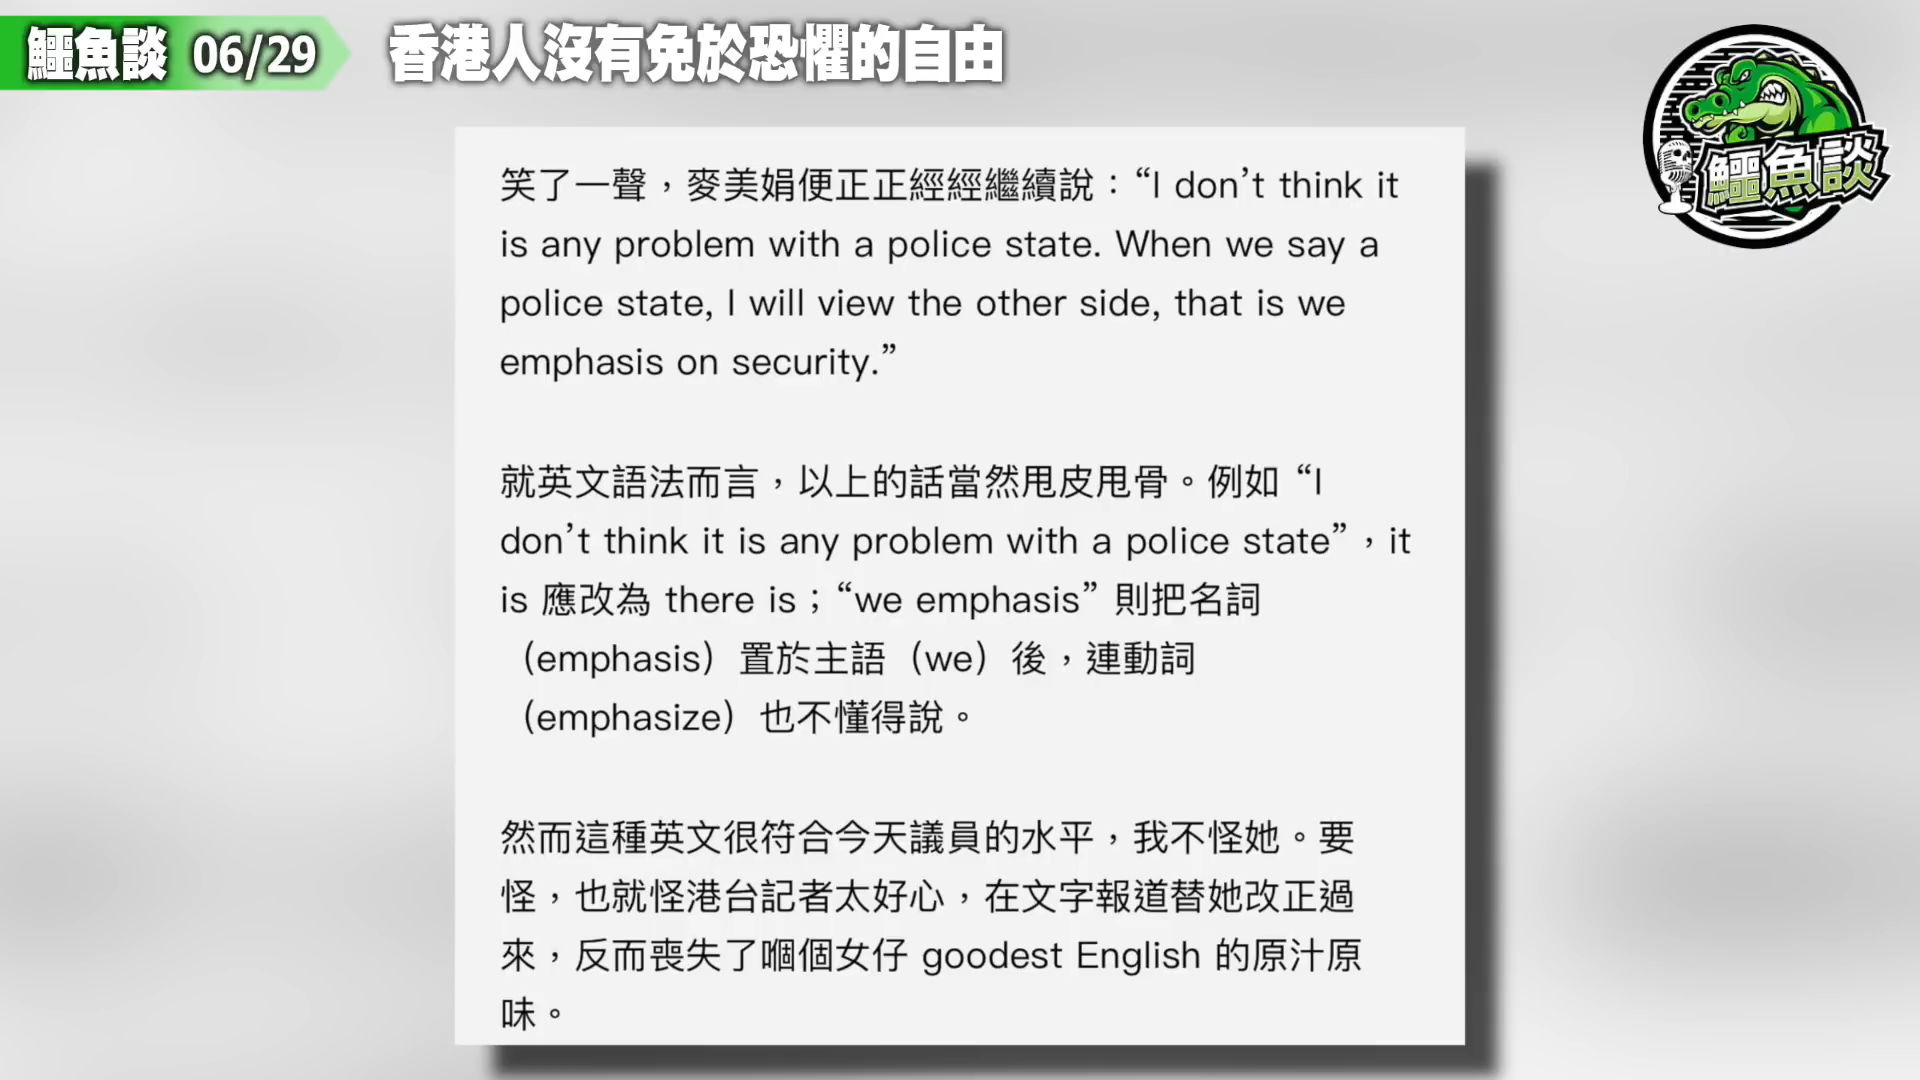 鱷魚談 06/29 香港人沒有免於恐懼的自由
鱷魚談
笑了一聲，麥美娟便正正經經繼續說：“I don’t think it
is any problem with a police state. When we say a
police state, I will view the other side, that is we
emphasis on security.”
就英文語法而言，以上的話當然甩皮甩骨。例如 “I
don’t think it is any problem with a police state”，it
is 應改為 there is；“we emphasis” 則把名詞
（emphasis）置於主語（we）後，連動詞
（emphasize）也不懂得說。
然而這種英文很符合今天議員的水平，我不怪她。要
怪，也就怪港台記者太好心，在文字報道替她改正過
來，反而喪失了嗰個女仔 goodest English 的原汁原
味。